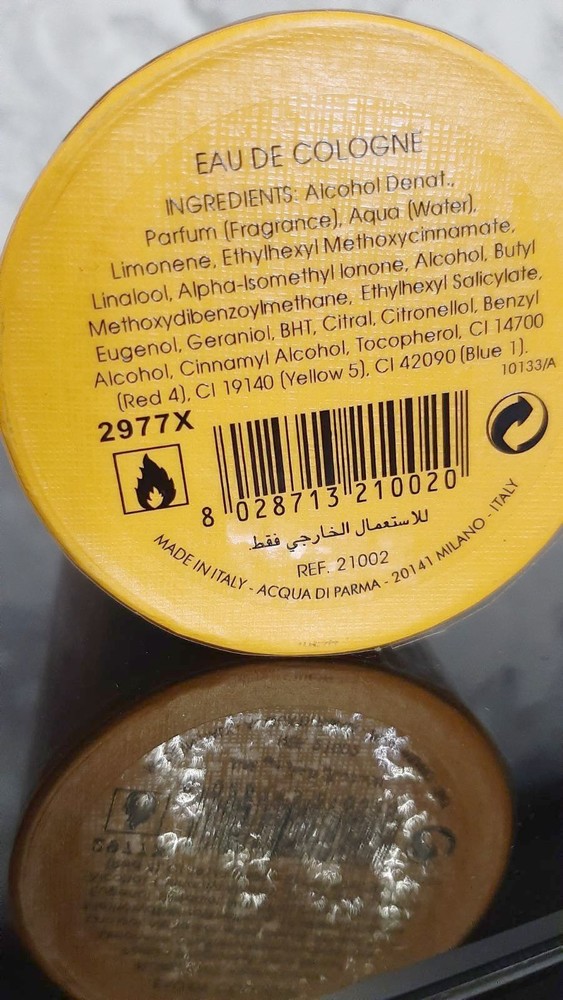 EAU DE COLOGNE
INGREDIENTS: Alcohol Denat.,
Parfum (Fragrance), Aqua (Water),
Limonene, Ethylhexyl Methoxycinnamate,
Linalool, Alpha-Isomethyl Ionone, Alcohol, Butyl
Methoxydibenzoylmethane, Ethylhexyl Salicylate,
Eugenol, Geraniol, BHT, Citral, Citronellol, Benzyl
Alcohol, Cinnamyl Alcohol, Tocopherol, CI 14700
(Red 4), CI 19140 (Yellow 5), CI 42090 (Blue 1).
10133/A
2977X
8 028713 210020
للاستعمال الخارجي فقط.
REF. 21002
MADE IN ITALY - ACQUA DI PARMA - 20141 MILANO - ITALY